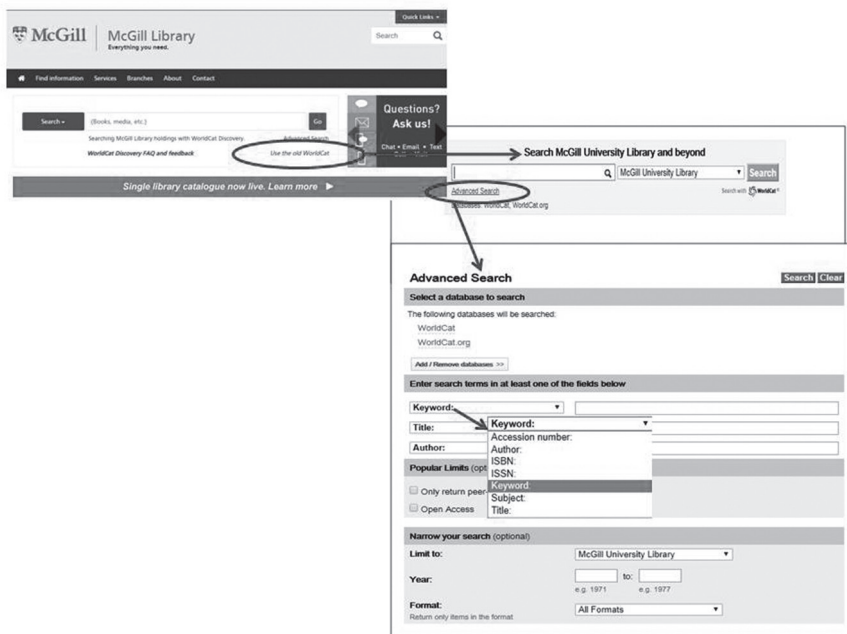 Quick Links
McGill
McGill Library
Everything you need.
Search
Find information Services Branches About Contact
Search (Books, media, etc.) Go
Searching McGill Library holdings with WorldCat Discovery. Advanced Search
WorldCat Discovery FAQ and feedback Use the old WorldCat
Questions?
Ask us!
Chat • Email • Text
Single library catalogue now live. Learn more
Search McGill University Library and beyond
McGill University Library Search
Advanced Search Search with WorldCat
Databases: WorldCat, WorldCat.org
Advanced Search Search Clear
Select a database to search
The following databases will be searched:
WorldCat
WorldCat.org
Add / Remove databases >>
Enter search terms in at least one of the fields below
Keyword:
Title:
Author:
Keyword:
Accession number:
Author:
ISBN:
ISSN:
Keyword:
Subject:
Title:
Popular Limits (opt
Only return peer-
Open Access
Narrow your search (optional)
Limit to: McGill University Library
Year: to:
e.g. 1971 e.g. 1977
Format: All Formats
Return only items in the format